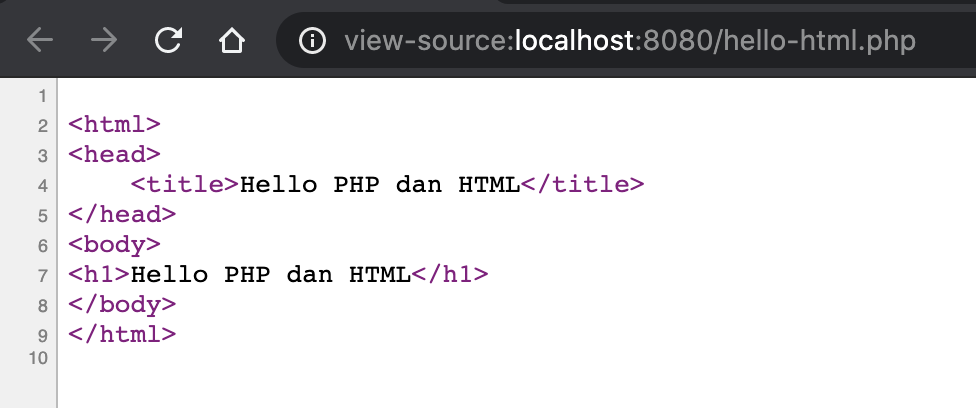 view-source:localhost:8080/hello-html.php
1
2 <html>
3 <head>
4     <title>Hello PHP dan HTML</title>
5 </head>
6 <body>
7 <h1>Hello PHP dan HTML</h1>
8 </body>
9 </html>
10